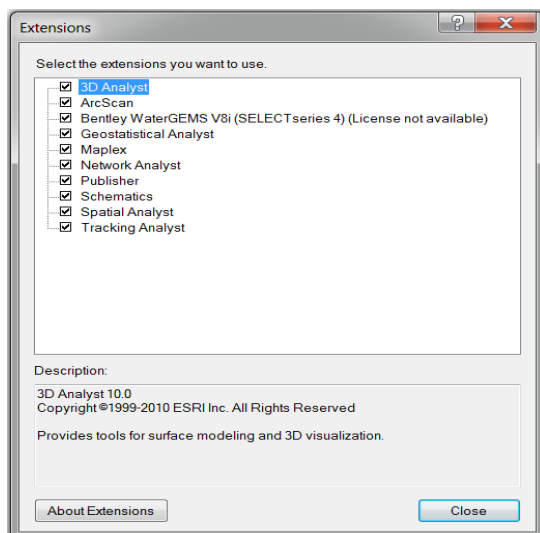 Extensions
Select the extensions you want to use.
3D Analyst
ArcScan
Bentley WaterGEMS V8i (SELECTseries 4) (License not available)
Geostatistical Analyst
Maplex
Network Analyst
Publisher
Schematics
Spatial Analyst
Tracking Analyst
Description:
3D Analyst 10.0
Copyright ©1999-2010 ESRI Inc. All Rights Reserved
Provides tools for surface modeling and 3D visualization.
About Extensions
Close